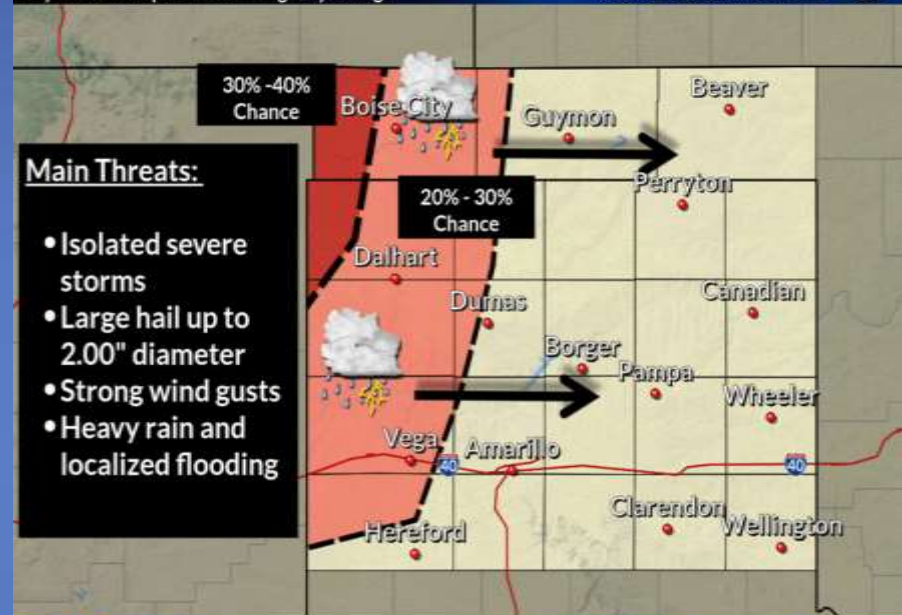 30% -40%
Chance
Boise City
Beaver
Guymon
Main Threats:
Perryton
20% - 30%
Chance
• Isolated severe
storms
Dalhart
• Large hail up to
2.00" diameter
Dumas
Canadian
Borger
Pampa
• Strong wind gusts
Wheeler
• Heavy rain and
localized flooding
Vega
Amarillo
40
40
Clarendon
Wellington
Hereford